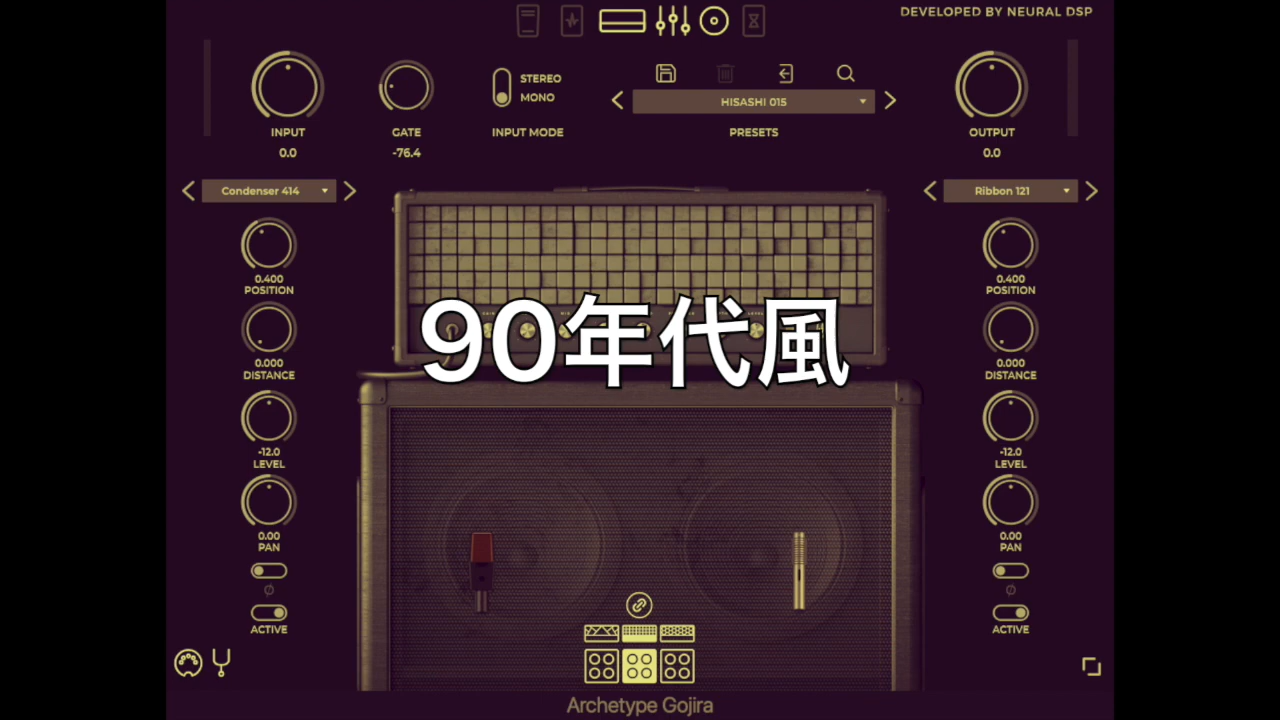 DEVELOPED BY NEURAL DSP
STEREO
MONO
HISASHI 015
INPUT
GATE
INPUT MODE
PRESETS
OUTPUT
0.0
-76.4
0.0
Condenser 414
Ribbon 121
0.400
POSITION
0.400
POSITION
90年代風
0.000
DISTANCE
0.000
DISTANCE
-12.0
LEVEL
-12.0
LEVEL
0.00
PAN
0.00
PAN
Ø
Ø
ACTIVE
ACTIVE
Archetype Gojira